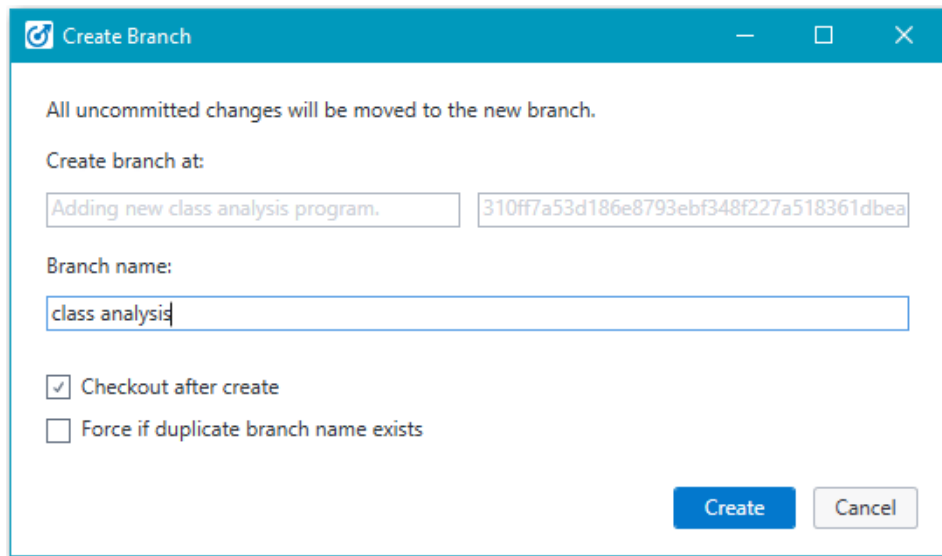 Create Branch
All uncommitted changes will be moved to the new branch.
Create branch at:
Adding new class analysis program. 310ff7a53d186e8793ebf348f227a518361dbea
Branch name:
class analysis
Checkout after create
Force if duplicate branch name exists
Create Cancel